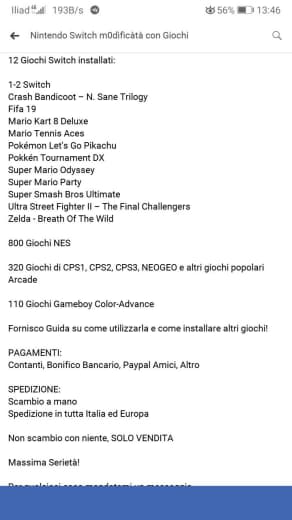 Iliad 193B/s 56% 13:46
Nintendo Switch m0dificàtà con Giochi
12 Giochi Switch installati:
1-2 Switch
Crash Bandicoot – N. Sane Trilogy
Fifa 19
Mario Kart 8 Deluxe
Mario Tennis Aces
Pokémon Let's Go Pikachu
Pokkén Tournament DX
Super Mario Odyssey
Super Mario Party
Super Smash Bros Ultimate
Ultra Street Fighter II – The Final Challengers
Zelda - Breath Of The Wild
800 Giochi NES
320 Giochi di CPS1, CPS2, CPS3, NEOGEO e altri giochi popolari
Arcade
110 Giochi Gameboy Color-Advance
Fornisco Guida su come utilizzarla e come installare altri giochi!
PAGAMENTI:
Contanti, Bonifico Bancario, Paypal Amici, Altro
SPEDIZIONE:
Scambio a mano
Spedizione in tutta Italia ed Europa
Non scambio con niente, SOLO VENDITA
Massima Serietà!